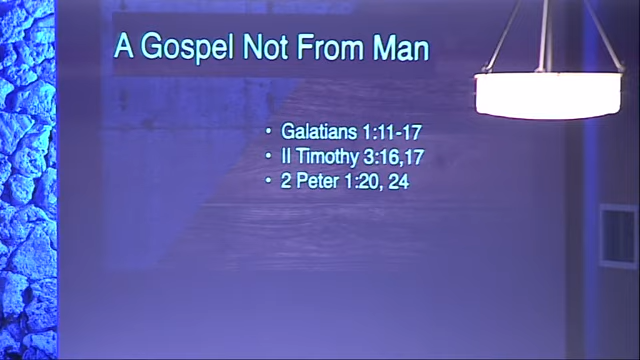 A Gospel Not From Man
• Galatians 1:11-17
• II Timothy 3:16,17
• 2 Peter 1:20, 24